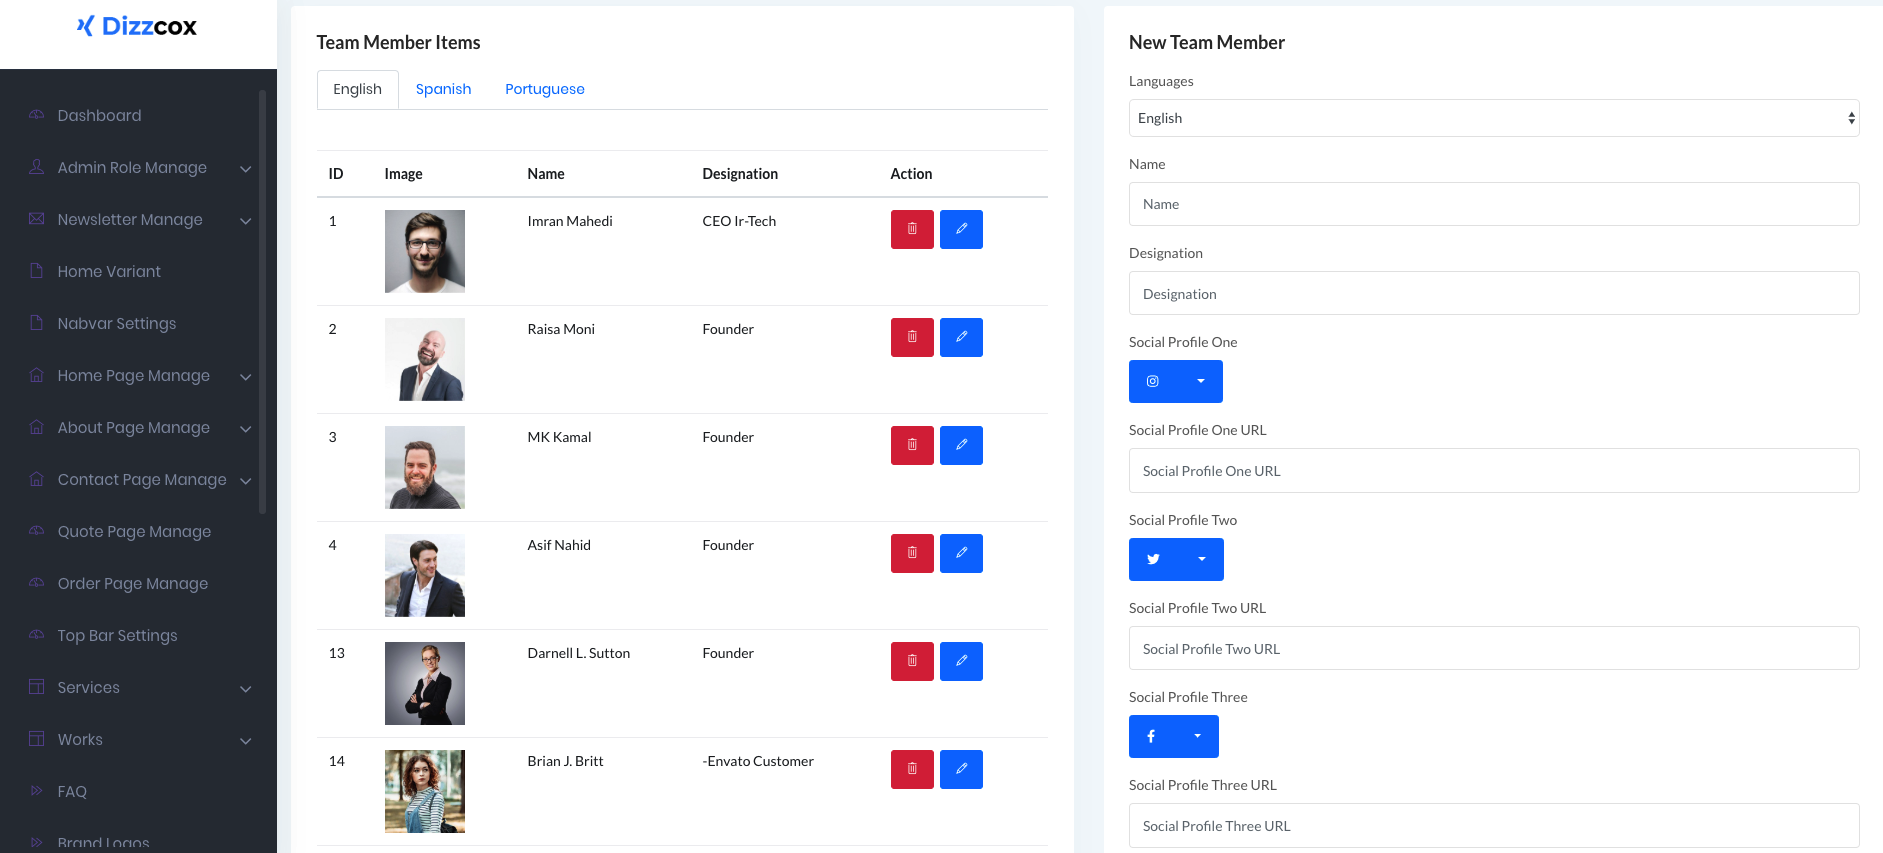 Dizzcox
Dashboard
Admin Role Manage
Newsletter Manage
Home Variant
Nabvar Settings
Home Page Manage
About Page Manage
Contact Page Manage
Quote Page Manage
Order Page Manage
Top Bar Settings
Services
Works
FAQ
Brand Logos
Team Member Items
English Spanish Portuguese
ID Image Name Designation Action
1 Imran Mahedi CEO Ir-Tech
2 Raisa Moni Founder
3 MK Kamal Founder
4 Asif Nahid Founder
13 Darnell L. Sutton Founder
14 Brian J. Britt -Envato Customer
New Team Member
Languages
English
Name
Name
Designation
Designation
Social Profile One
Social Profile One URL
Social Profile One URL
Social Profile Two
Social Profile Two URL
Social Profile Two URL
Social Profile Three
Social Profile Three URL
Social Profile Three URL